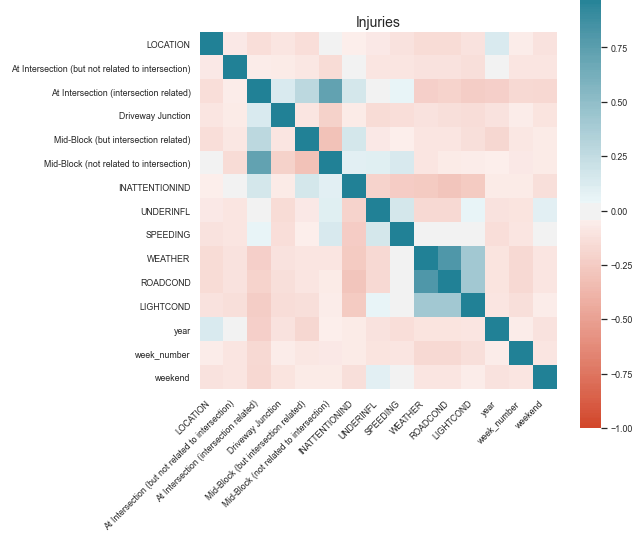 Injuries
LOCATION
At Intersection (but not related to intersection)
At Intersection (intersection related)
Driveway Junction
Mid-Block (but intersection related)
Mid-Block (not related to intersection)
INATTENTIONIND
UNDERINFL
SPEEDING
WEATHER
ROADCOND
LIGHTCOND
year
week_number
weekend
LOCATION
At Intersection (but not related to intersection)
At Intersection (intersection related)
Driveway Junction
Mid-Block (but intersection related)
Mid-Block (not related to intersection)
INATTENTIONIND
UNDERINFL
SPEEDING
WEATHER
ROADCOND
LIGHTCOND
year
week_number
weekend
0.75
0.50
0.25
0.00
−0.25
−0.50
−0.75
−1.00